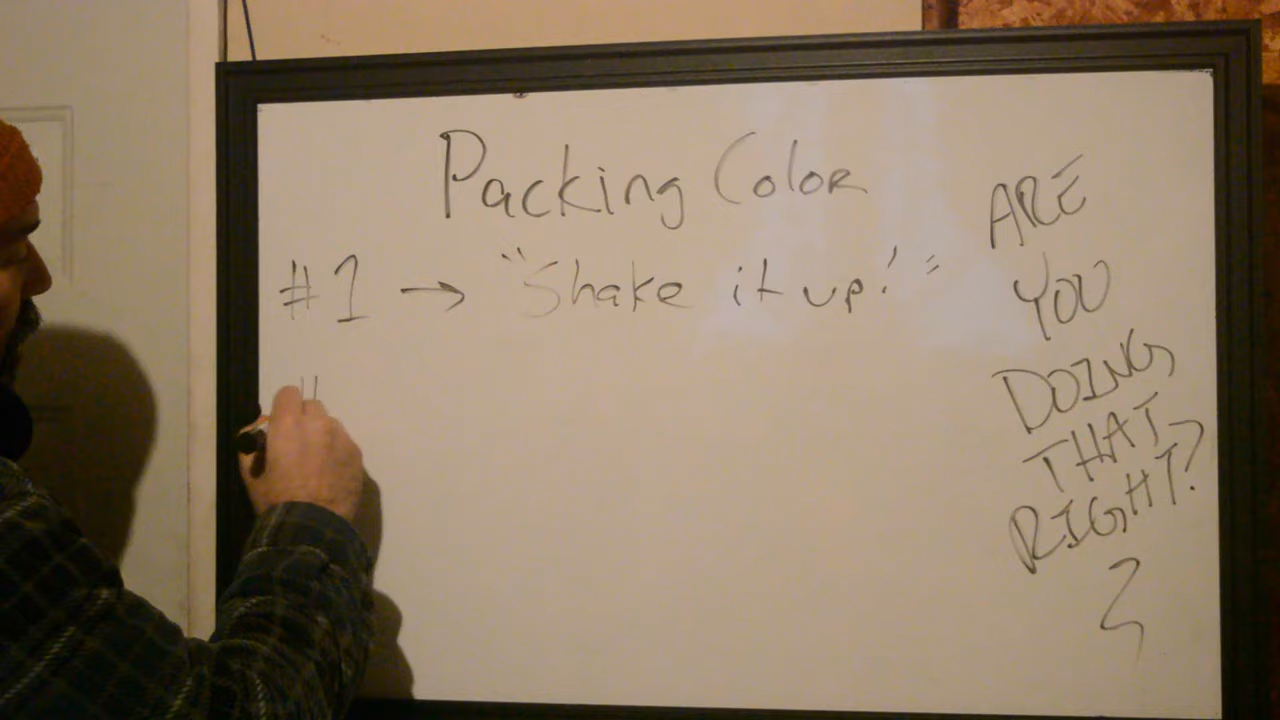 Packing Color
#1 → "Shake it up!"
ARE
YOU
DOING
THAT
RIGHT?